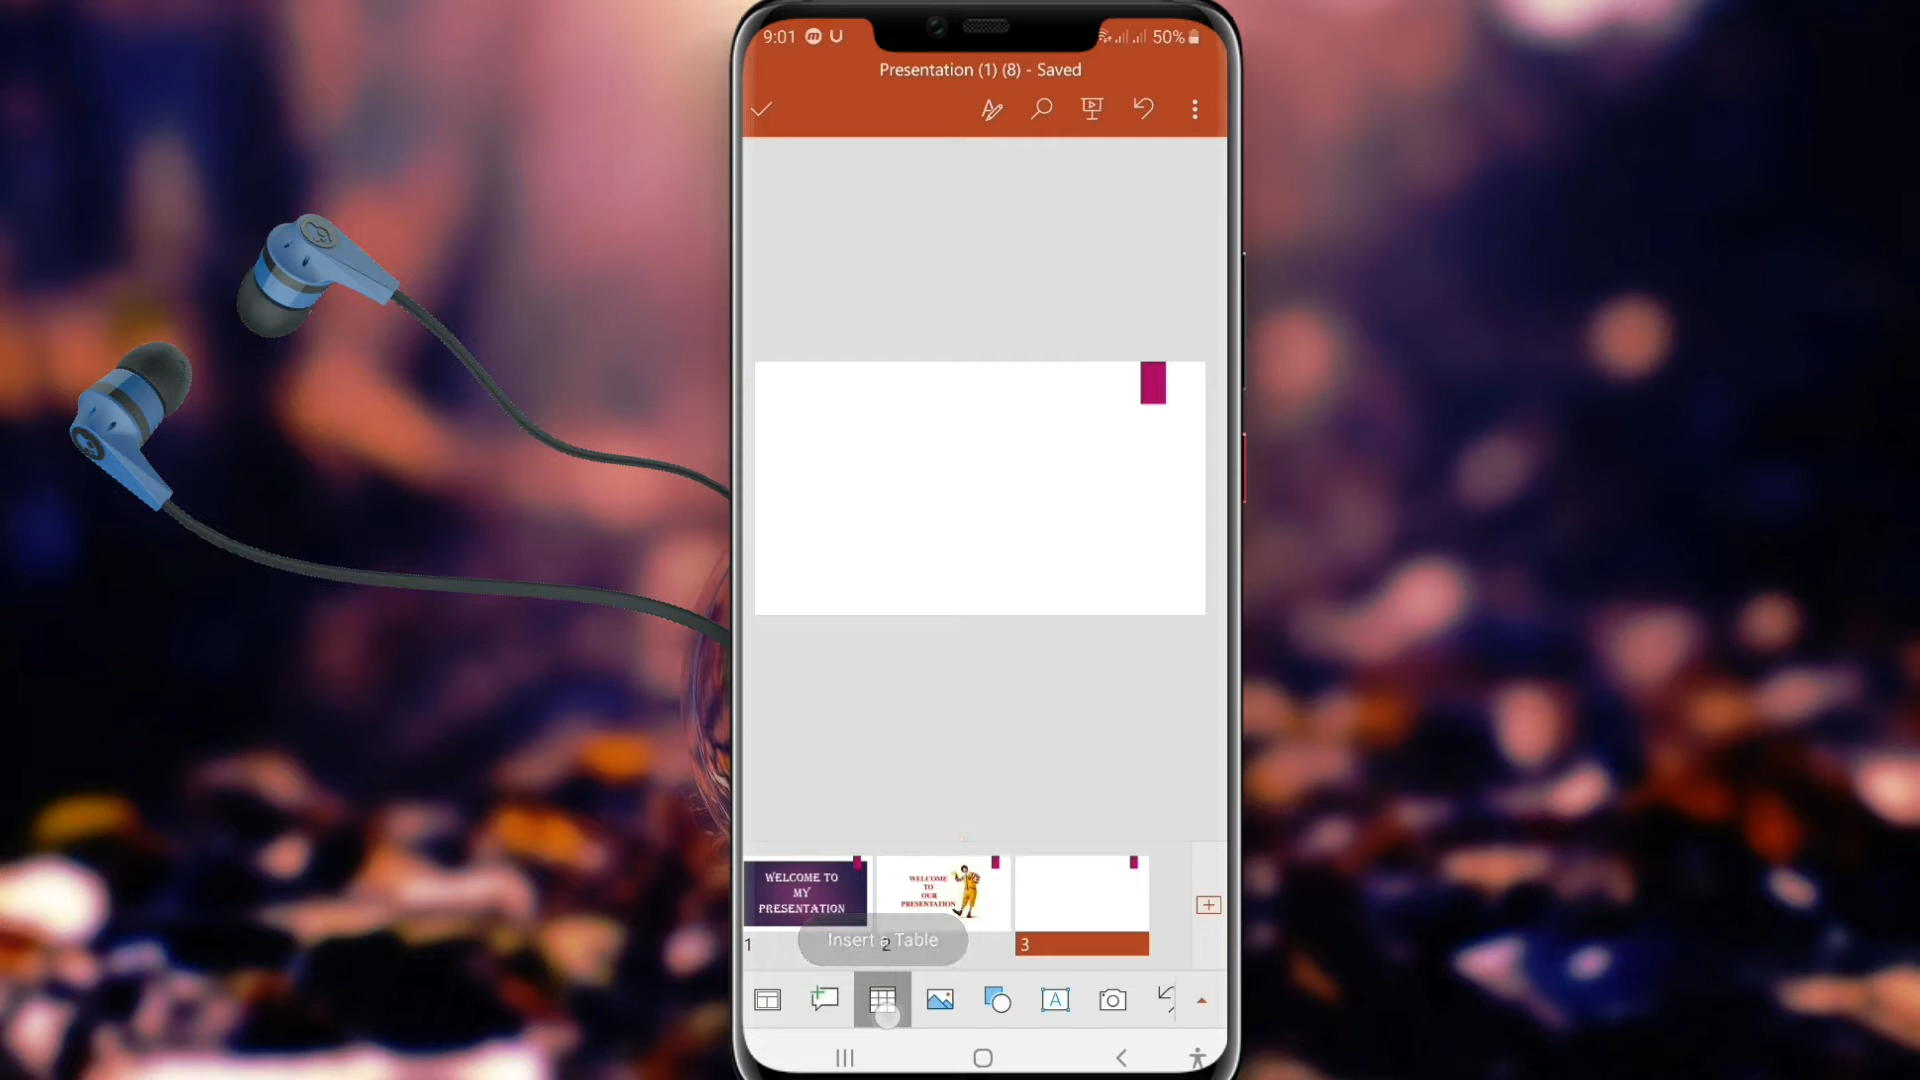 9:01 50%
Presentation (1) (8) - Saved
WELCOME TO
MY
PRESENTATION
WELCOME
TO
OUR
PRESENTATION
1 2 3
Insert a Table
A